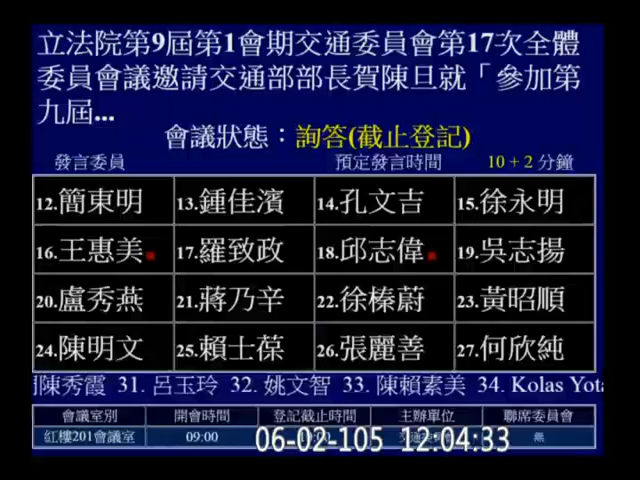 立法院第9屆第1會期交通委員會第17次全體
委員會議邀請交通部部長賀陳旦就「參加第
九屆...
會議狀態：詢答(截止登記)
發言委員 預定發言時間 10 + 2 分鐘
12.簡東明 13.鍾佳濱 14.孔文吉 15.徐永明
16.王惠美 17.羅致政 18.邱志偉 19.吳志揚
20.盧秀燕 21.蔣乃辛 22.徐榛蔚 23.黃昭順
24.陳明文 25.賴士葆 26.張麗善 27.何欣純
陳秀霞 31. 呂玉玲 32. 姚文智 33. 陳賴素美 34. Kolas Yota
會議室別 開會時間 登記截止時間 主辦單位 聯席委員會
紅樓201會議室 09:00 無
06-02-105 12:04:33